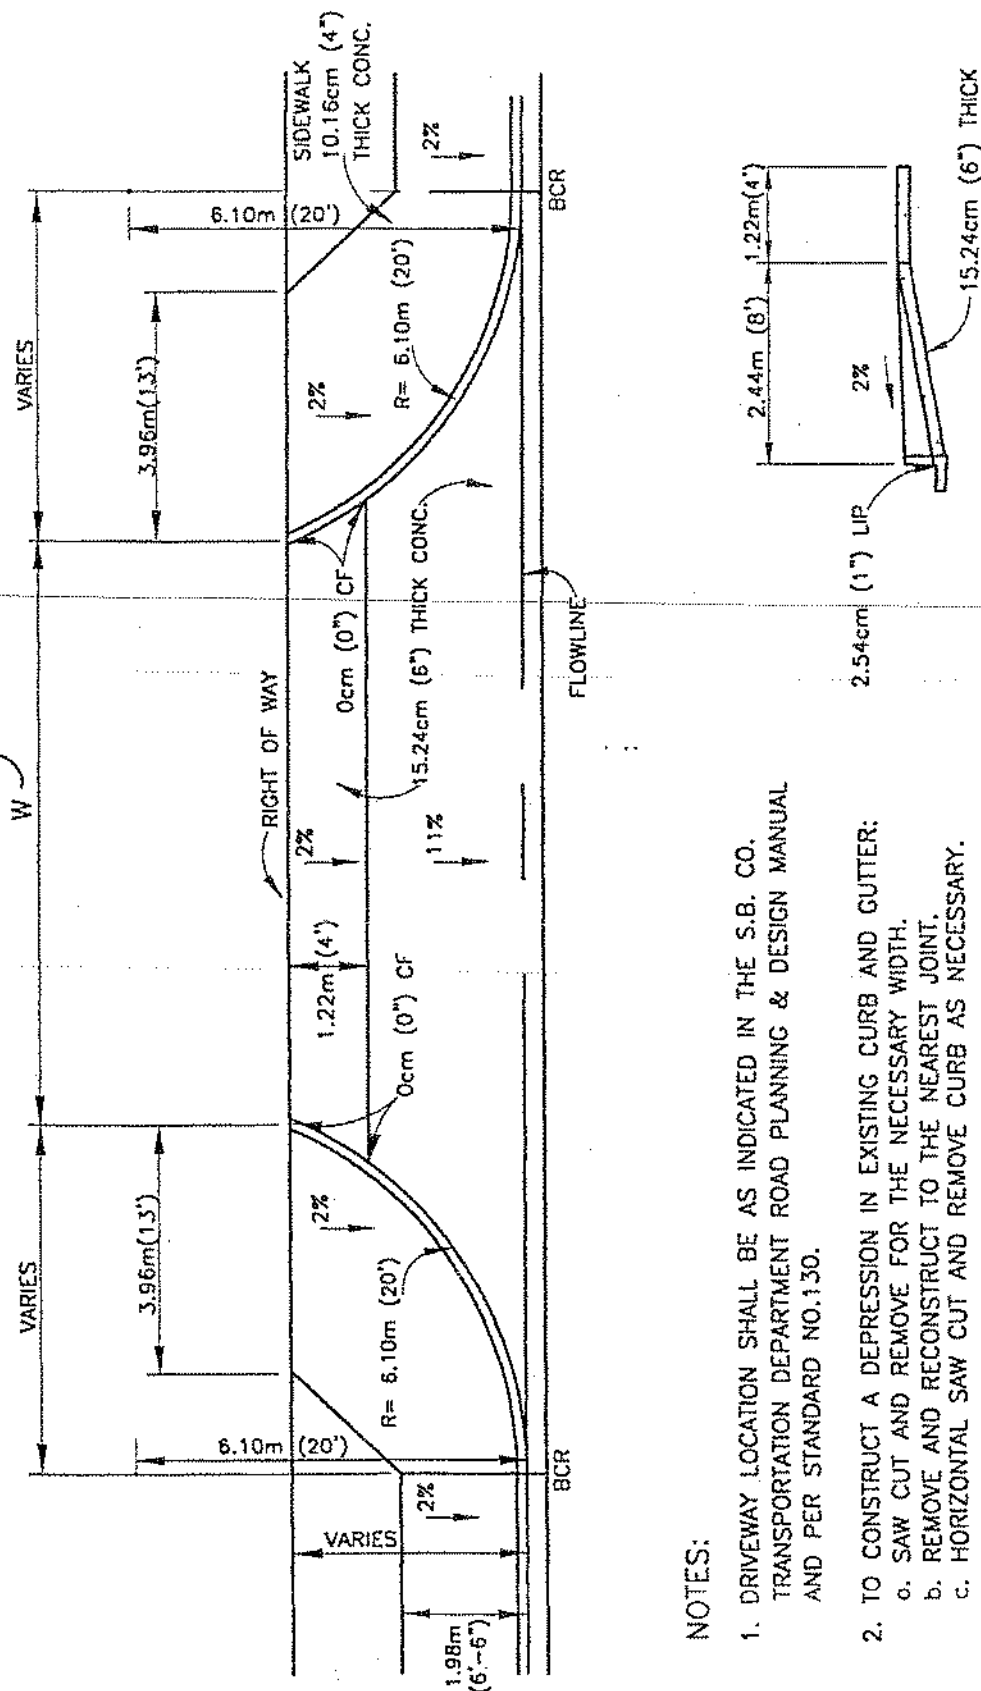 W
VARIES
VARIES
3.96m(13')
3.96m(13')
6.10m (20')
6.10m (20')
SIDEWALK
10.16cm (4")
THICK CONC.
RIGHT OF WAY
2%
2%
2%
2%
2%
11%
1.22m (4')
0cm (0") CF
0cm (0") CF
R= 6.10m (20')
R= 6.10m (20')
15.24cm (6") THICK CONC.
VARIES
1.98m
(6'-6")
BCR
BCR
FLOWLINE
NOTES:
1. DRIVEWAY LOCATION SHALL BE AS INDICATED IN THE S.B. CO.
TRANSPORTATION DEPARTMENT ROAD PLANNING & DESIGN MANUAL
AND PER STANDARD NO.130.
2. TO CONSTRUCT A DEPRESSION IN EXISTING CURB AND GUTTER:
a. SAW CUT AND REMOVE FOR THE NECESSARY WIDTH.
b. REMOVE AND RECONSTRUCT TO THE NEAREST JOINT.
c. HORIZONTAL SAW CUT AND REMOVE CURB AS NECESSARY.
2.44m (8')
1.22m(4')
2%
2.54cm (1") LIP
15.24cm (6") THICK